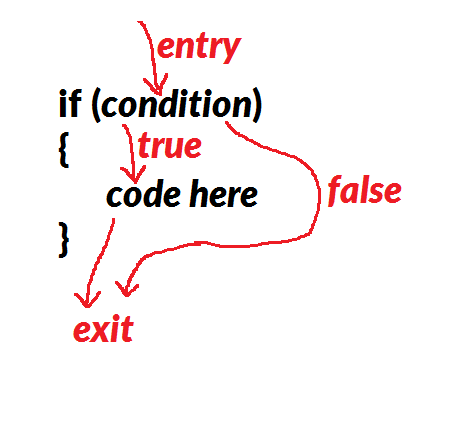 entry
if (condition)
{ true
code here false
}
exit